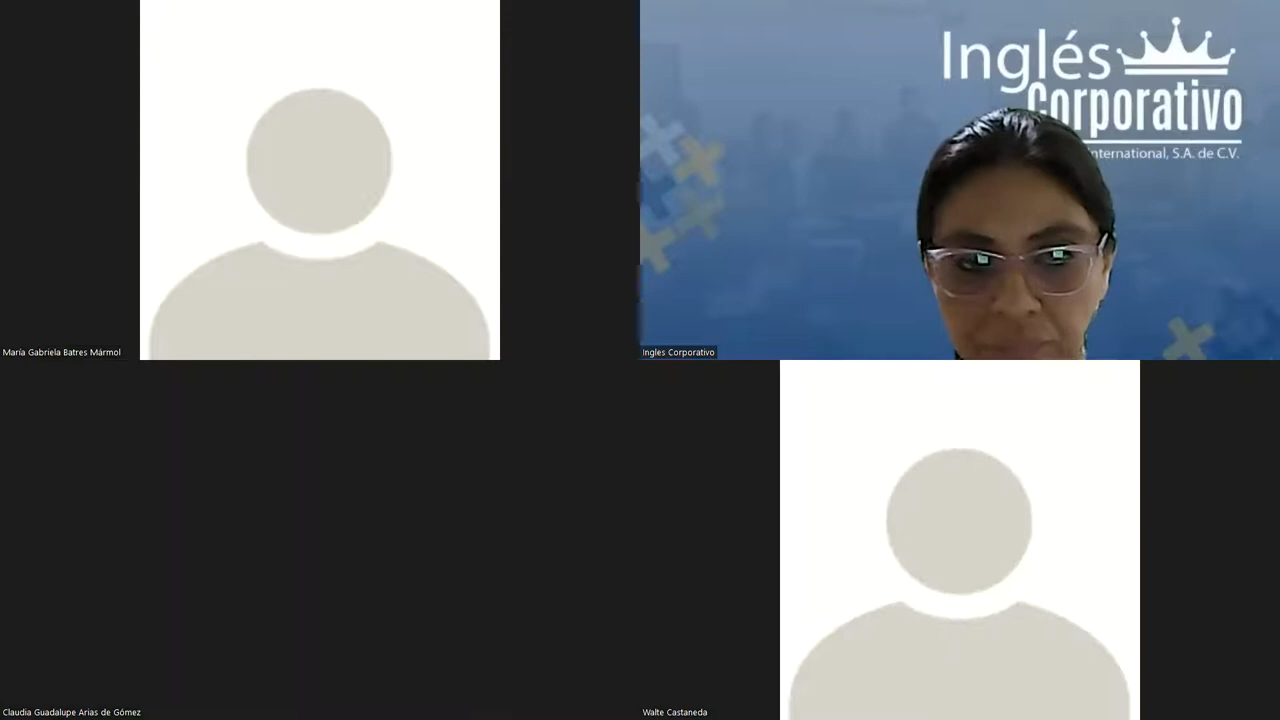 Inglés
Corporativo
International, S.A. de C.V.
María Gabriela Batres Mármol
Ingles Corporativo
Claudia Guadalupe Arias de Gómez
Walte Castaneda